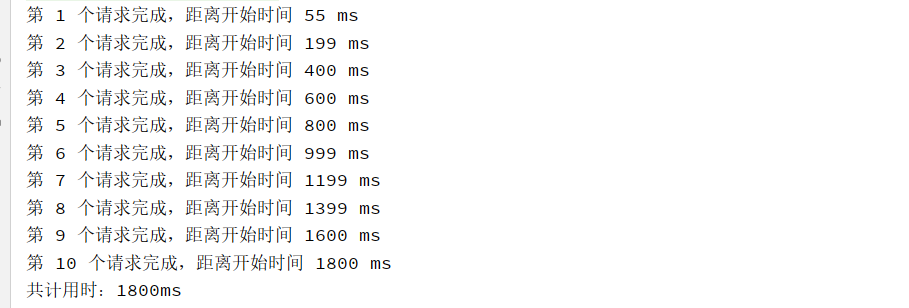 第 1 个请求完成，距离开始时间 55 ms
第 2 个请求完成，距离开始时间 199 ms
第 3 个请求完成，距离开始时间 400 ms
第 4 个请求完成，距离开始时间 600 ms
第 5 个请求完成，距离开始时间 800 ms
第 6 个请求完成，距离开始时间 999 ms
第 7 个请求完成，距离开始时间 1199 ms
第 8 个请求完成，距离开始时间 1399 ms
第 9 个请求完成，距离开始时间 1600 ms
第 10 个请求完成，距离开始时间 1800 ms
共计用时：1800ms